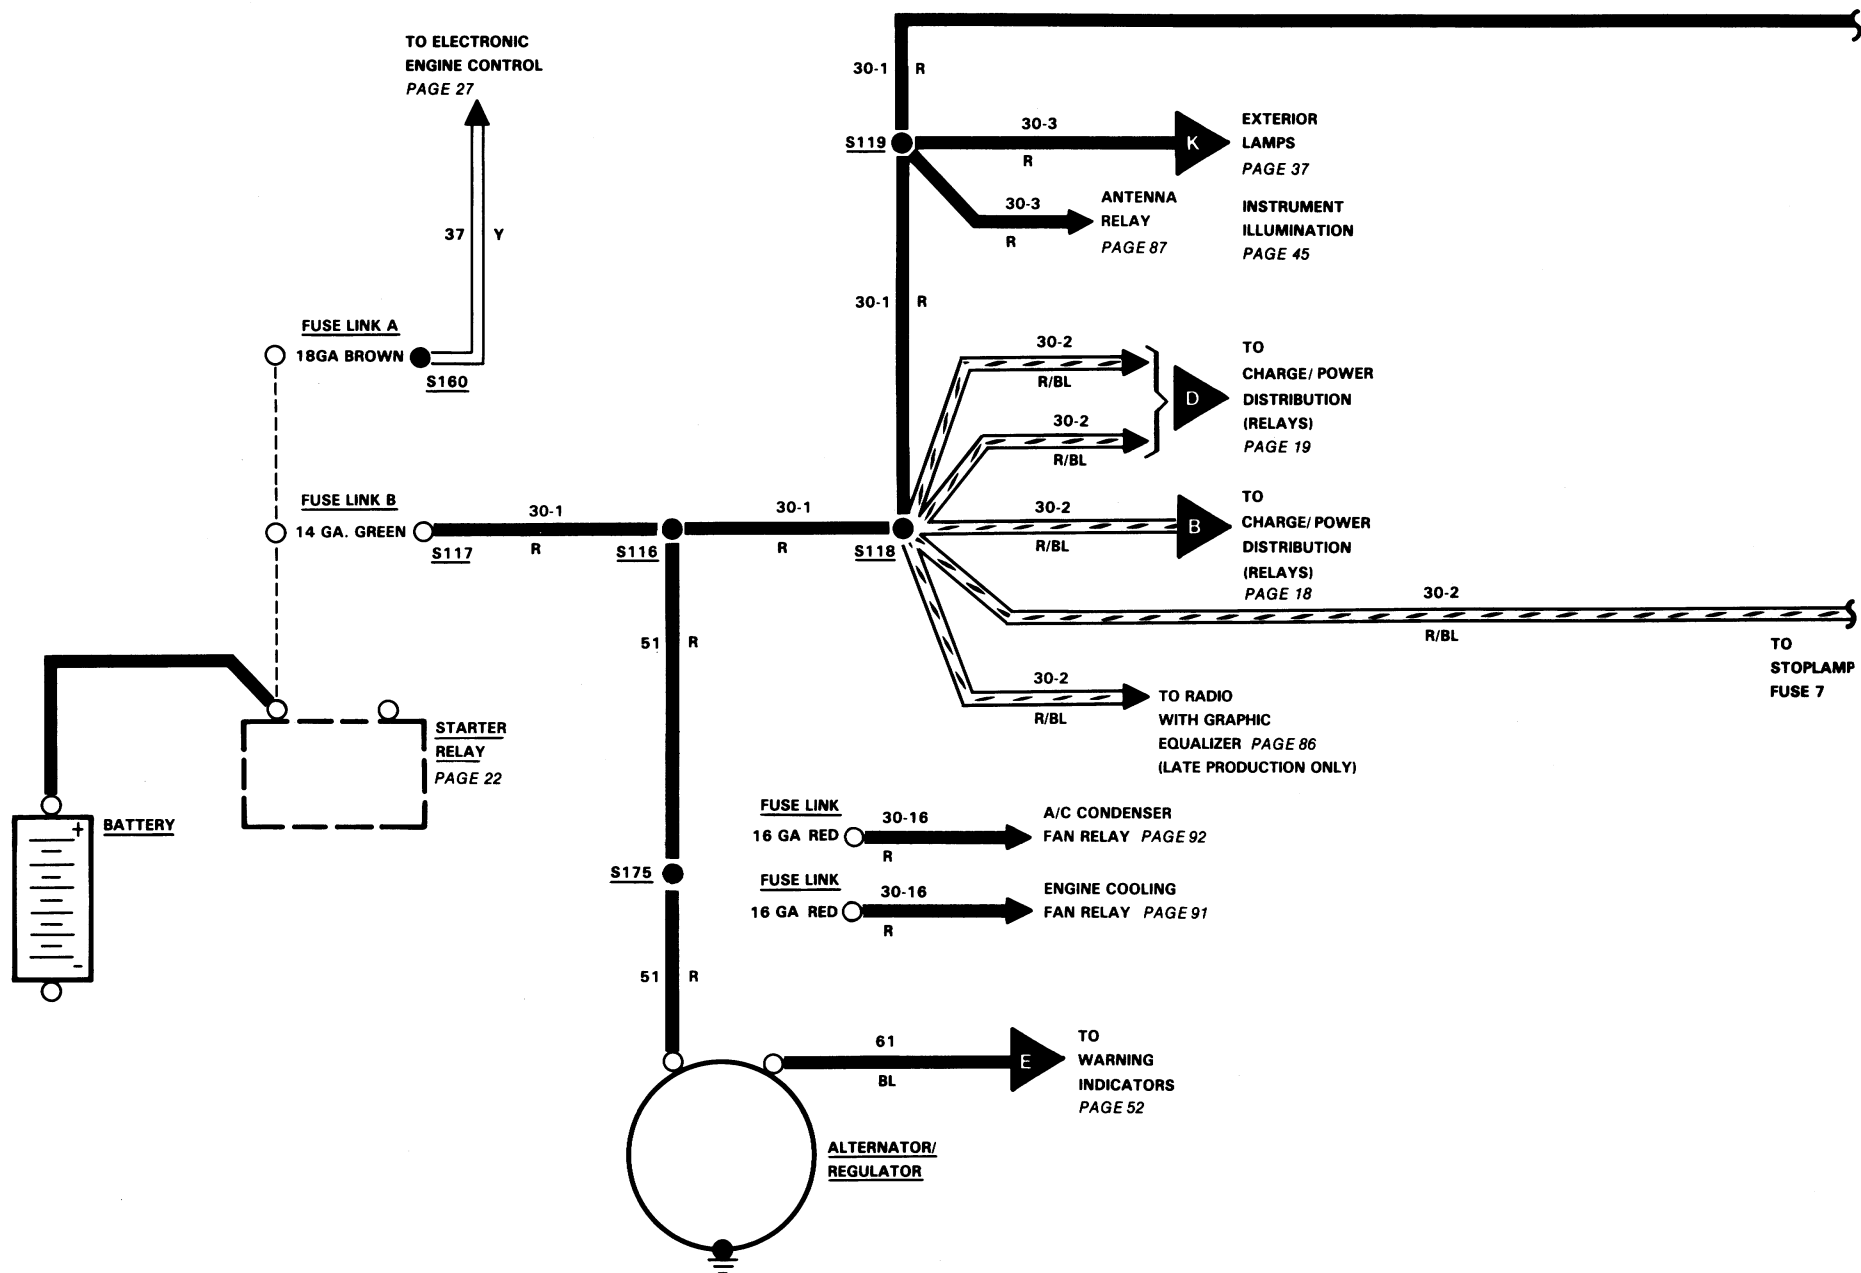 TO ELECTRONIC
ENGINE CONTROL
PAGE 27
37 Y
FUSE LINK A
18GA BROWN
S160
FUSE LINK B
14 GA. GREEN
S117
30-1
R
S116
30-1
R
S118
30-1 R
S119
30-1 R
30-3
R
K
EXTERIOR
LAMPS
PAGE 37
30-3
R
ANTENNA
RELAY
PAGE 87
INSTRUMENT
ILLUMINATION
PAGE 45
30-2
R/BL
30-2
R/BL
D
TO
CHARGE/ POWER
DISTRIBUTION
(RELAYS)
PAGE 19
30-2
R/BL
B
TO
CHARGE/ POWER
DISTRIBUTION
(RELAYS)
PAGE 18
30-2
R/BL
TO
STOPLAMP
FUSE 7
30-2
R/BL
TO RADIO
WITH GRAPHIC
EQUALIZER PAGE 86
(LATE PRODUCTION ONLY)
51 R
STARTER
RELAY
PAGE 22
BATTERY
+
-
FUSE LINK
16 GA RED
30-16
R
A/C CONDENSER
FAN RELAY PAGE 92
S175
FUSE LINK
16 GA RED
30-16
R
ENGINE COOLING
FAN RELAY PAGE 91
51 R
61
BL
E
TO
WARNING
INDICATORS
PAGE 52
ALTERNATOR/
REGULATOR